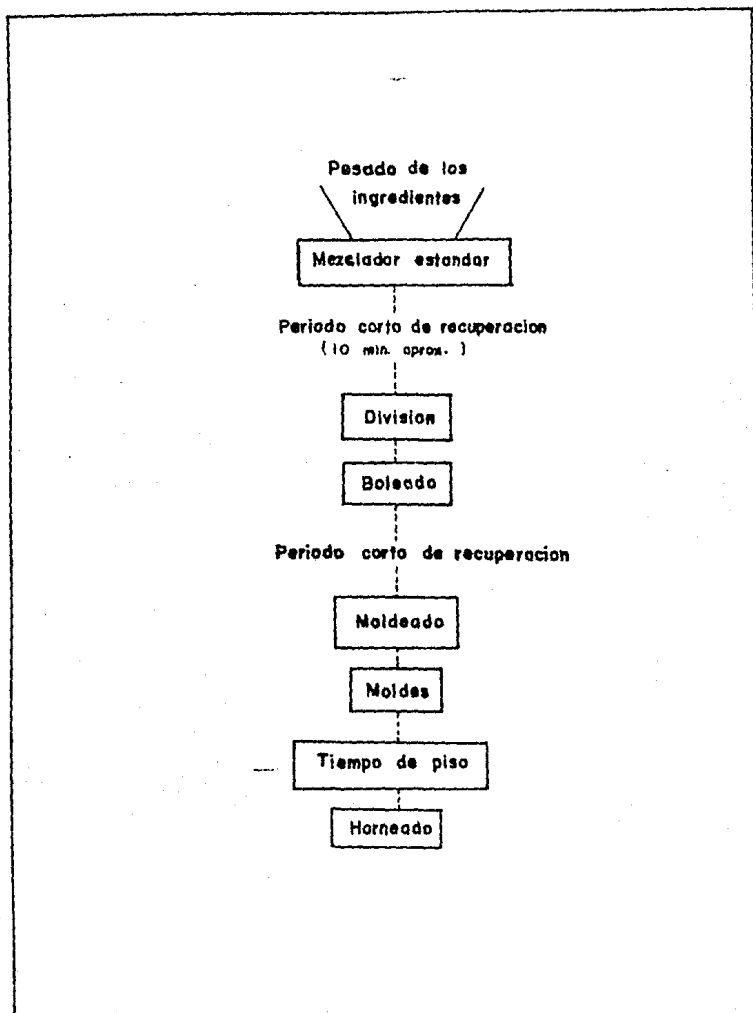 Pesado de los
ingredientes
Mezclador estandar
Periodo corto de recuperacion
(10 min. aprox.)
Division
Boleado
Periodo corto de recuperacion
Moldeado
Moldes
Tiempo de piso
Horneado